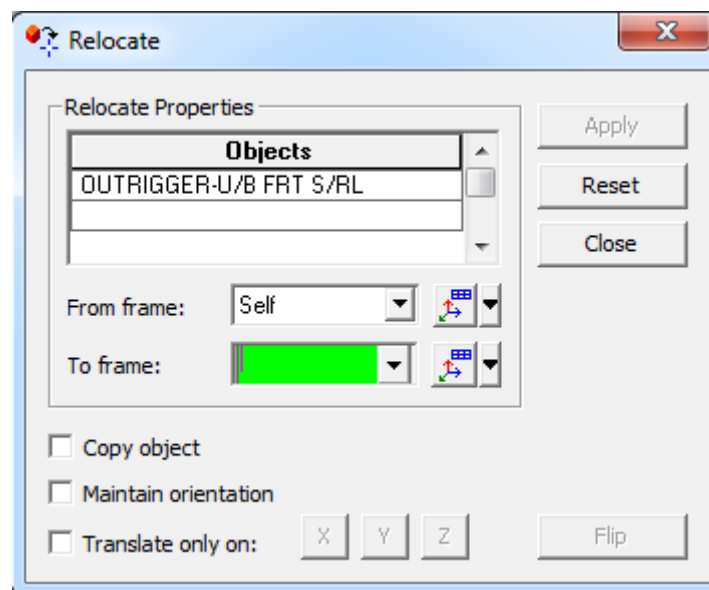 Relocate
Relocate Properties
Objects
OUTRIGGER-U/B FRT S/RL
From frame: Self
To frame:
Copy object
Maintain orientation
Translate only on: X Y Z
Apply
Reset
Close
Flip